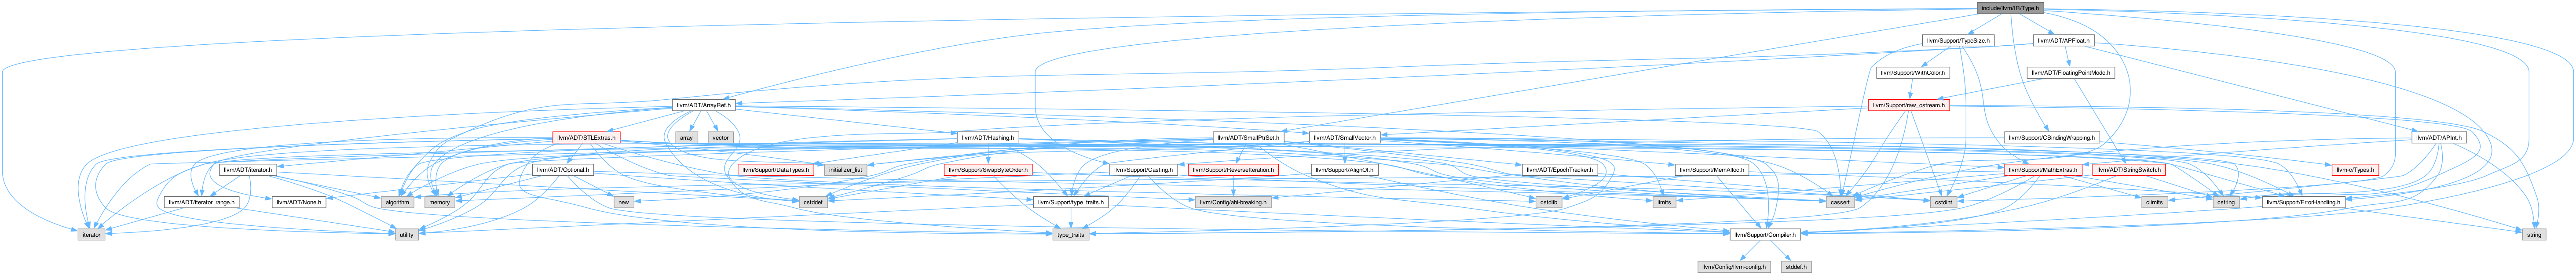 include/llvm/IR/Type.h
llvm/Support/TypeSize.h
llvm/ADT/APFloat.h
llvm/Support/WithColor.h
llvm/ADT/FloatingPointMode.h
llvm/ADT/ArrayRef.h
llvm/Support/raw_ostream.h
llvm/ADT/STLExtras.h
array
vector
llvm/ADT/Hashing.h
llvm/ADT/SmallPtrSet.h
llvm/ADT/SmallVector.h
llvm/Support/CBindingWrapping.h
llvm/ADT/APInt.h
llvm/ADT/iterator.h
llvm/ADT/Optional.h
llvm/Support/DataTypes.h
initializer_list
llvm/Support/SwapByteOrder.h
llvm/Support/Casting.h
llvm/Support/ReverseIteration.h
llvm/Support/AlignOf.h
llvm/ADT/EpochTracker.h
llvm/Support/MemAlloc.h
llvm/Support/MathExtras.h
llvm/ADT/StringSwitch.h
llvm-c/Types.h
llvm/ADT/iterator_range.h
llvm/ADT/None.h
algorithm
memory
new
cstddef
llvm/Support/type_traits.h
llvm/Config/abi-breaking.h
cstdlib
limits
cassert
cstdint
climits
cstring
llvm/Support/ErrorHandling.h
iterator
utility
type_traits
llvm/Support/Compiler.h
string
llvm/Config/llvm-config.h
stddef.h